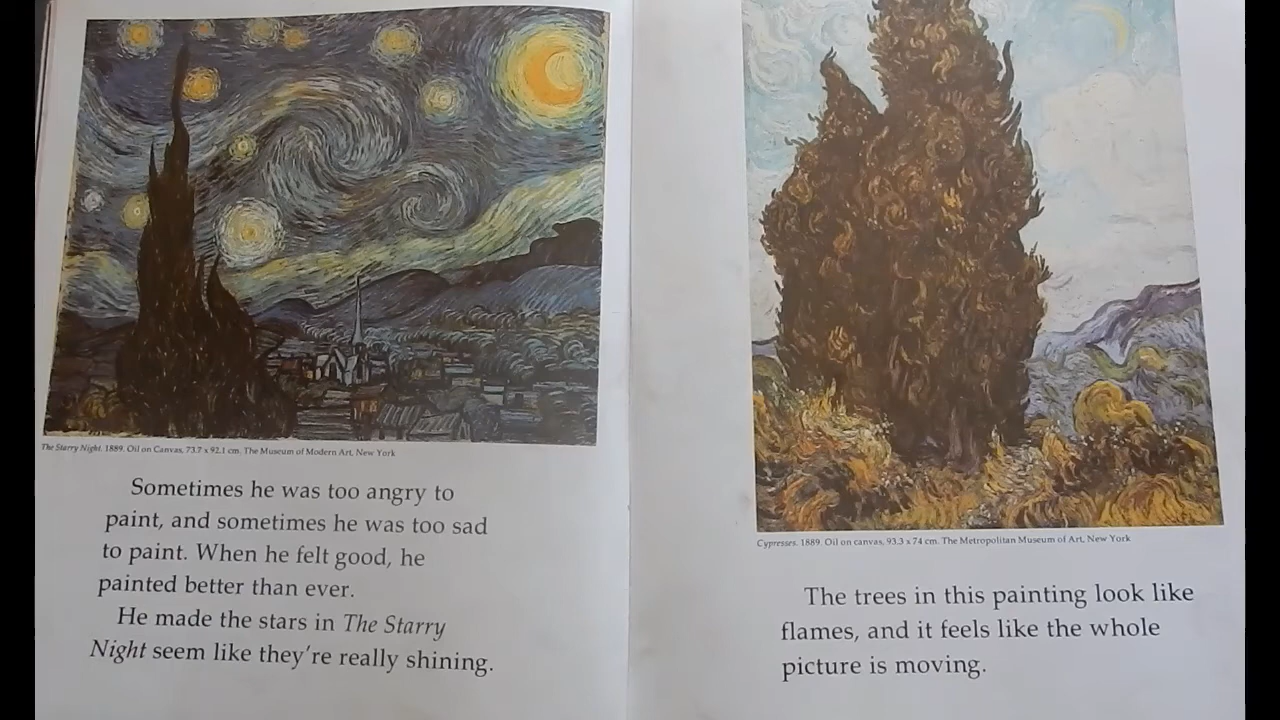 The Starry Night. 1889. Oil on Canvas, 73.7 x 92.1 cm. The Museum of Modern Art, New York
Sometimes he was too angry to
paint, and sometimes he was too sad
to paint. When he felt good, he
painted better than ever.
He made the stars in The Starry
Night seem like they're really shining.
Cypresses. 1889. Oil on canvas, 93.3 x 74 cm. The Metropolitan Museum of Art, New York
The trees in this painting look like
flames, and it feels like the whole
picture is moving.